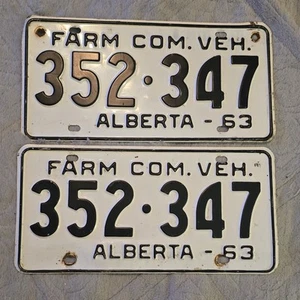 FARM COM. VEH.
352·347
ALBERTA - 63
FARM COM. VEH.
352·347
ALBERTA - 63